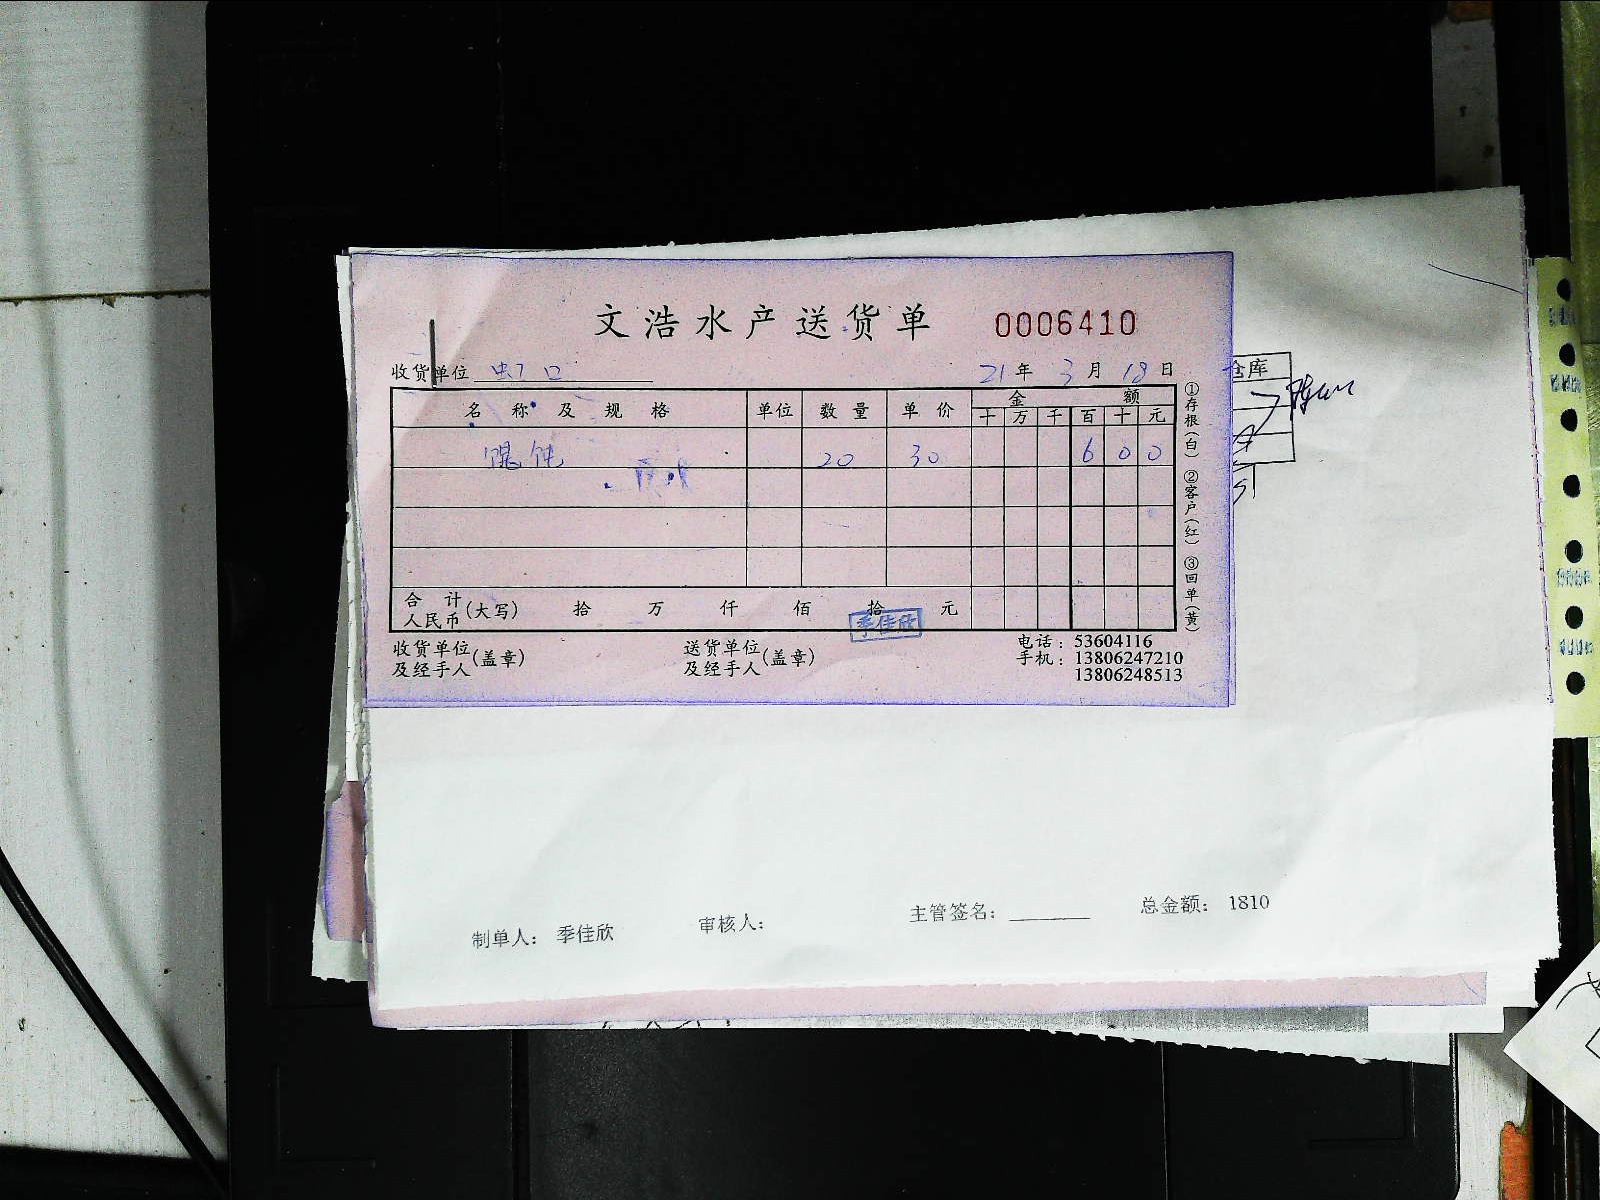 文浩水产送货单 0006410
收货单位 虾口 21年 3月 18日
名称及规格 单位 数量 单价 金额
十 万 千 百 十 元
馄饨 20 30 6 0 0
合计人民币(大写) 拾 万 仟 佰 拾 元
季佳欣
收货单位及经手人(盖章) 送货单位及经手人(盖章)
电话：53604116
手机：13806247210
13806248513
①存根(白) ②客户(红) ③回单(黄)
仓库
制单人： 季佳欣 审核人： 主管签名： 总金额： 1810